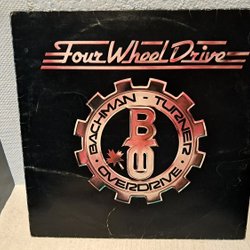 Four Wheel Drive
BACHMAN - TURNER
B
OVERDRIVE